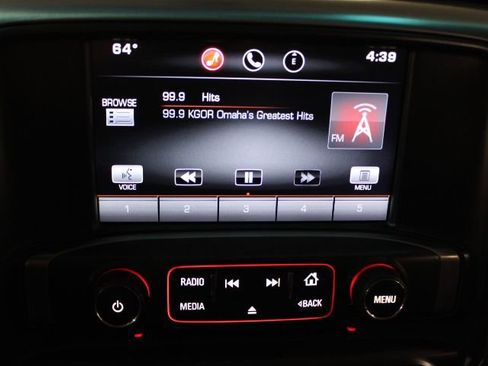 64°
E
4:39
99.9 Hits
BROWSE
99.9 KGOR Omaha's Greatest Hits
FM
VOICE
MENU
1 2 3 4 5
RADIO
MEDIA
BACK
MENU